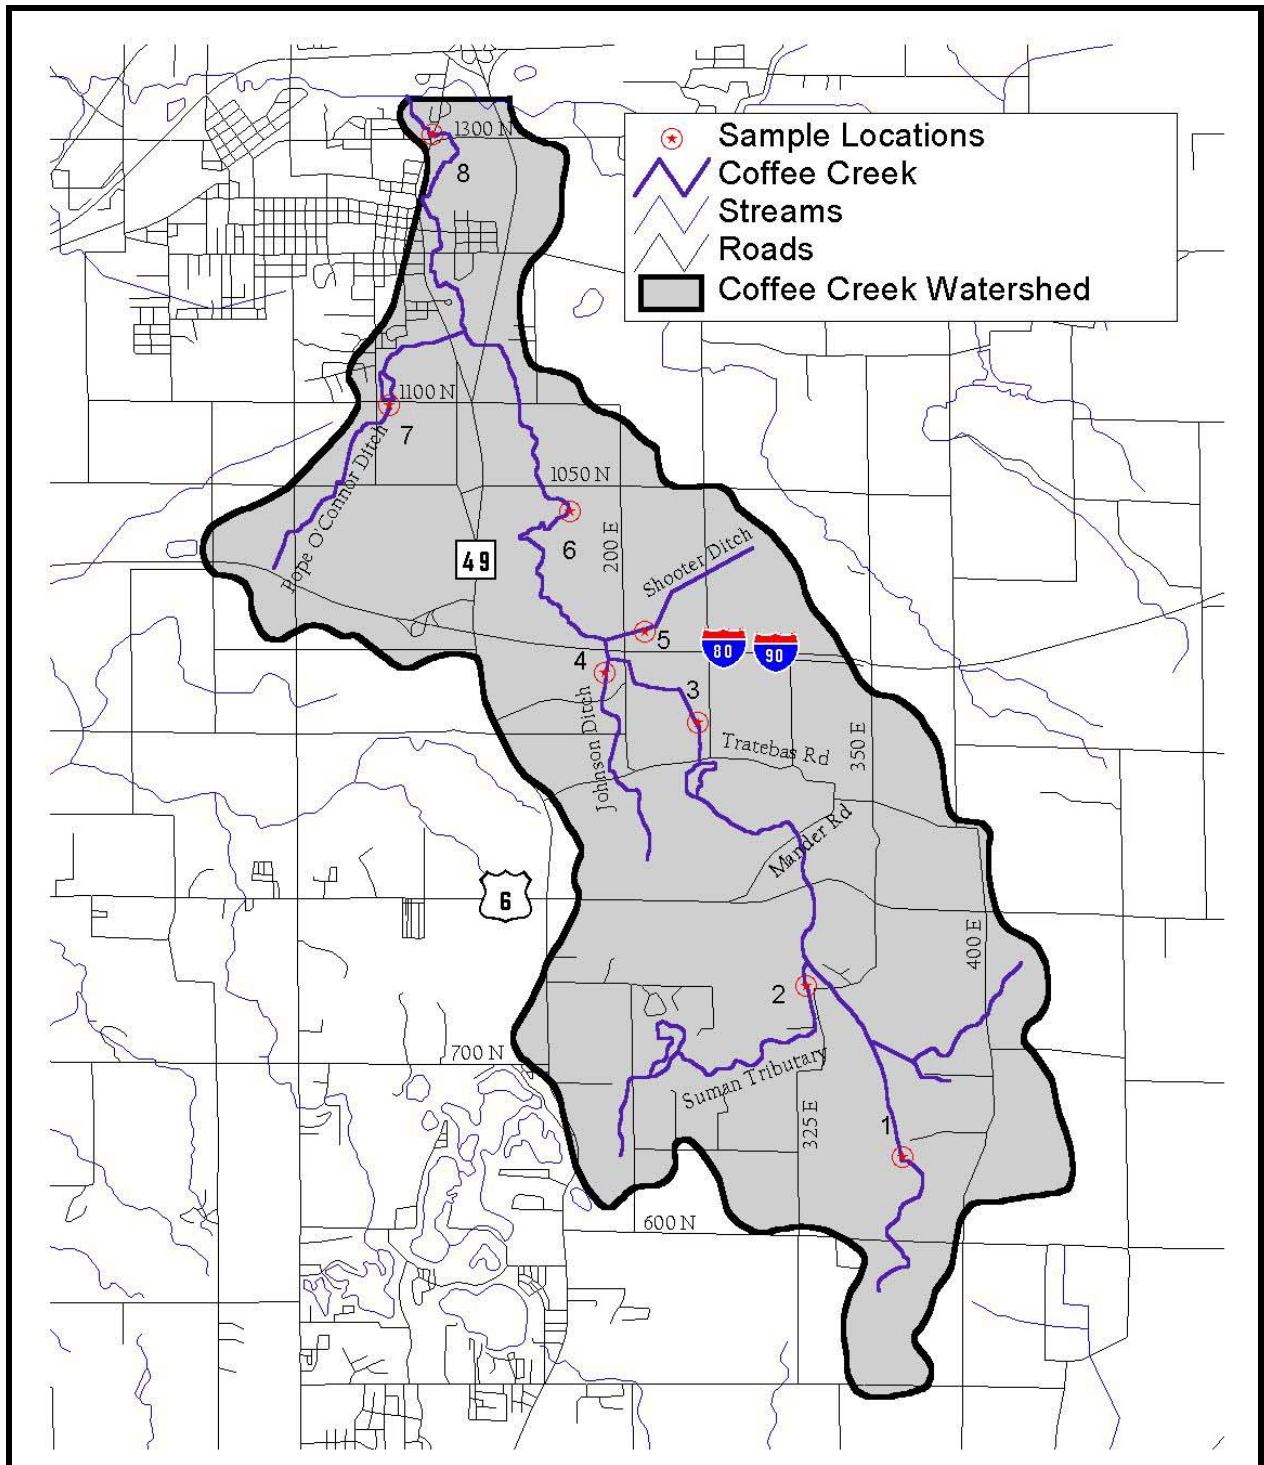 Sample Locations
Coffee Creek
Streams
Roads
Coffee Creek Watershed
1300 N
8
1100 N
7
Pope O'Connor Ditch
1050 N
6
49
200 E
Shooter Ditch
5
80
90
4
3
Johnson Ditch
Tratebas Rd
350 E
Mander Rd
6
400 E
2
700 N
Suman Tributary
325 E
1
600 N